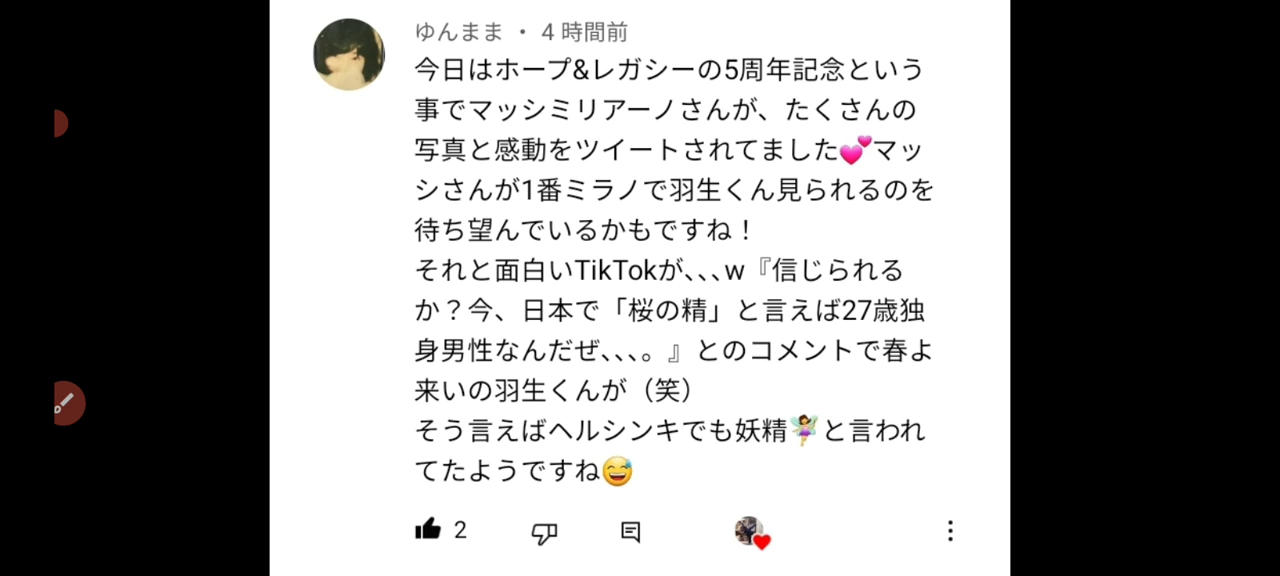 ゆんまま ・ 4 時間前
今日はホープ&レガシーの5周年記念という
事でマッシミリアーノさんが、たくさんの
写真と感動をツイートされてました💕マッ
シさんが1番ミラノで羽生くん見られるのを
待ち望んでいるかもですね！
それと面白いTikTokが､､､w『信じられる
か？今、日本で「桜の精」と言えば27歳独
身男性なんだぜ､､､。』とのコメントで春よ
来いの羽生くんが（笑）
そう言えばヘルシンキでも妖精🧚‍♀️と言われ
てたようですね😅
2